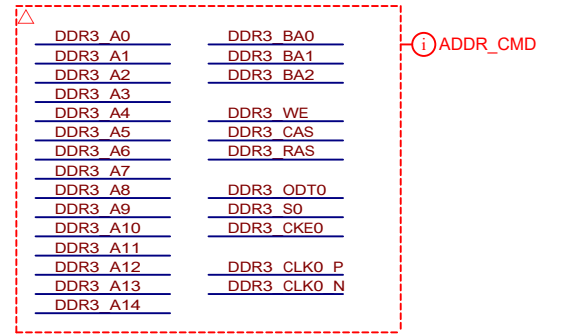 DDR3_A0
DDR3_A1
DDR3_A2
DDR3_A3
DDR3_A4
DDR3_A5
DDR3_A6
DDR3_A7
DDR3_A8
DDR3_A9
DDR3_A10
DDR3_A11
DDR3_A12
DDR3_A13
DDR3_A14
DDR3_BA0
DDR3_BA1
DDR3_BA2
DDR3_WE
DDR3_CAS
DDR3_RAS
DDR3_ODT0
DDR3_S0
DDR3_CKE0
DDR3_CLK0_P
DDR3_CLK0_N
i ADDR_CMD